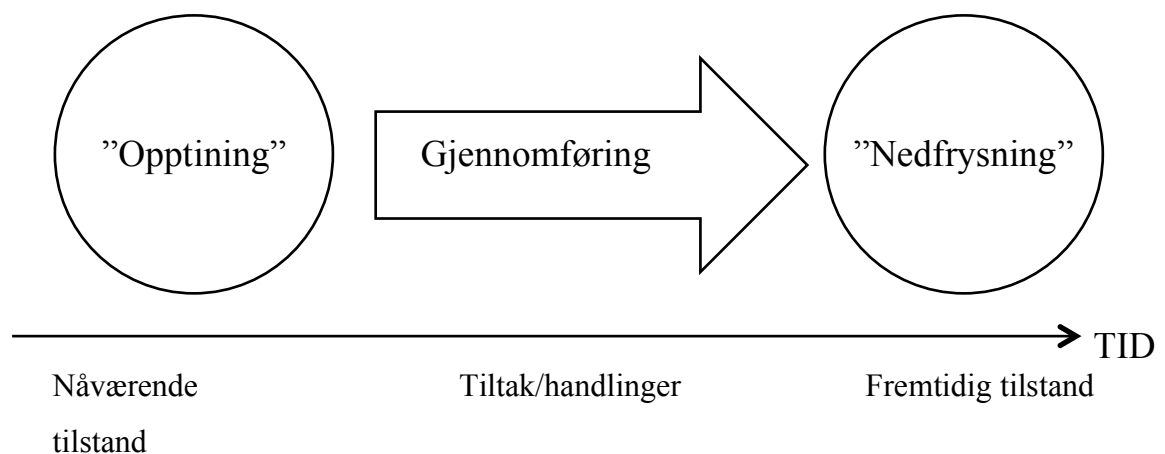 ”Opptining”
Gjennomføring
”Nedfrysning”
TID
Nåværende
tilstand
Tiltak/handlinger
Fremtidig tilstand